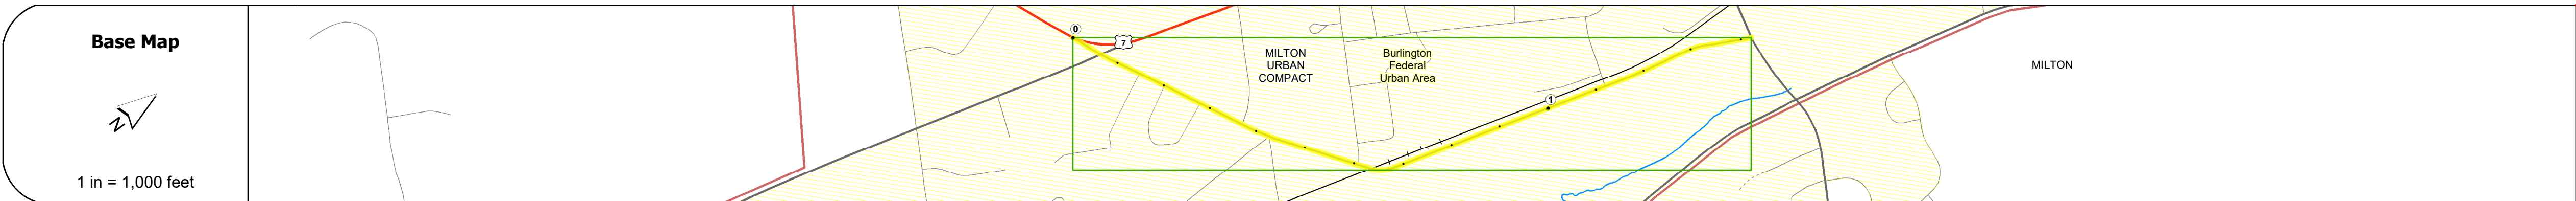 Base Map
N
1 in = 1,000 feet
0
7
MILTON
URBAN
COMPACT
Burlington
Federal
Urban Area
1
MILTON